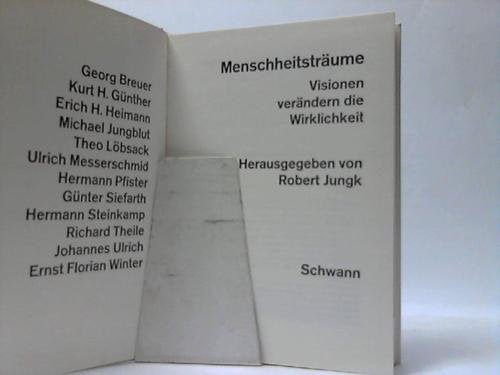 Georg Breuer
Kurt H. Günther
Erich H. Heimann
Michael Jungblut
Theo Löbsack
Ulrich Messerschmid
Hermann Pfister
Günter Siefarth
Hermann Steinkamp
Richard Theile
Johannes Ulrich
Ernst Florian Winter
Menschheitsträume
Visionen
verändern die
Wirklichkeit
Herausgegeben von
Robert Jungk
Schwann